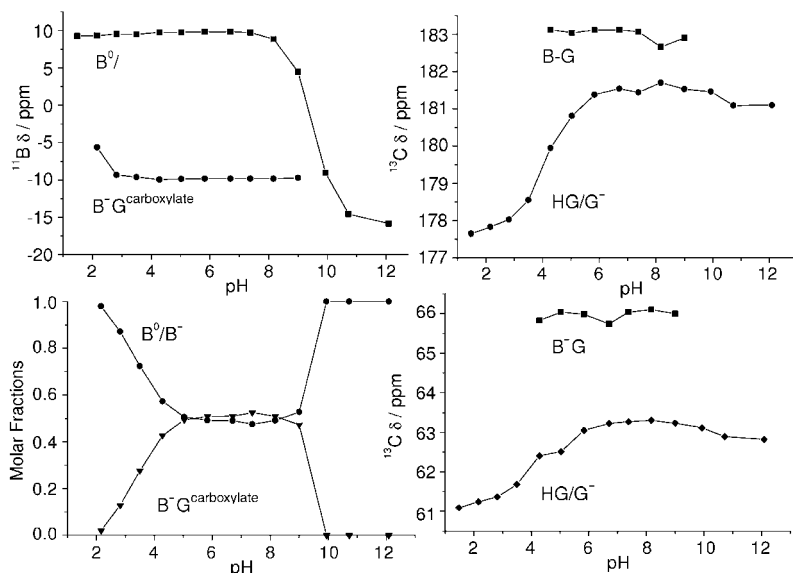 10
5
0
-5
-10
-15
-20
¹¹B δ / ppm
B⁰/
B⁻G^carboxylate
2 4 6 8 10 12
pH
183
181
179
178
177
¹³C δ / ppm
B-G
HG/G⁻
2 4 6 8 10 12
pH
1.0
0.8
0.6
0.4
0.2
0.0
Molar Fractions
B⁰/B⁻
B⁻G^carboxylate
2 4 6 8 10 12
pH
66
65
63
62
61
¹³C δ / ppm
B⁻G
HG/G⁻
2 4 6 8 10 12
pH